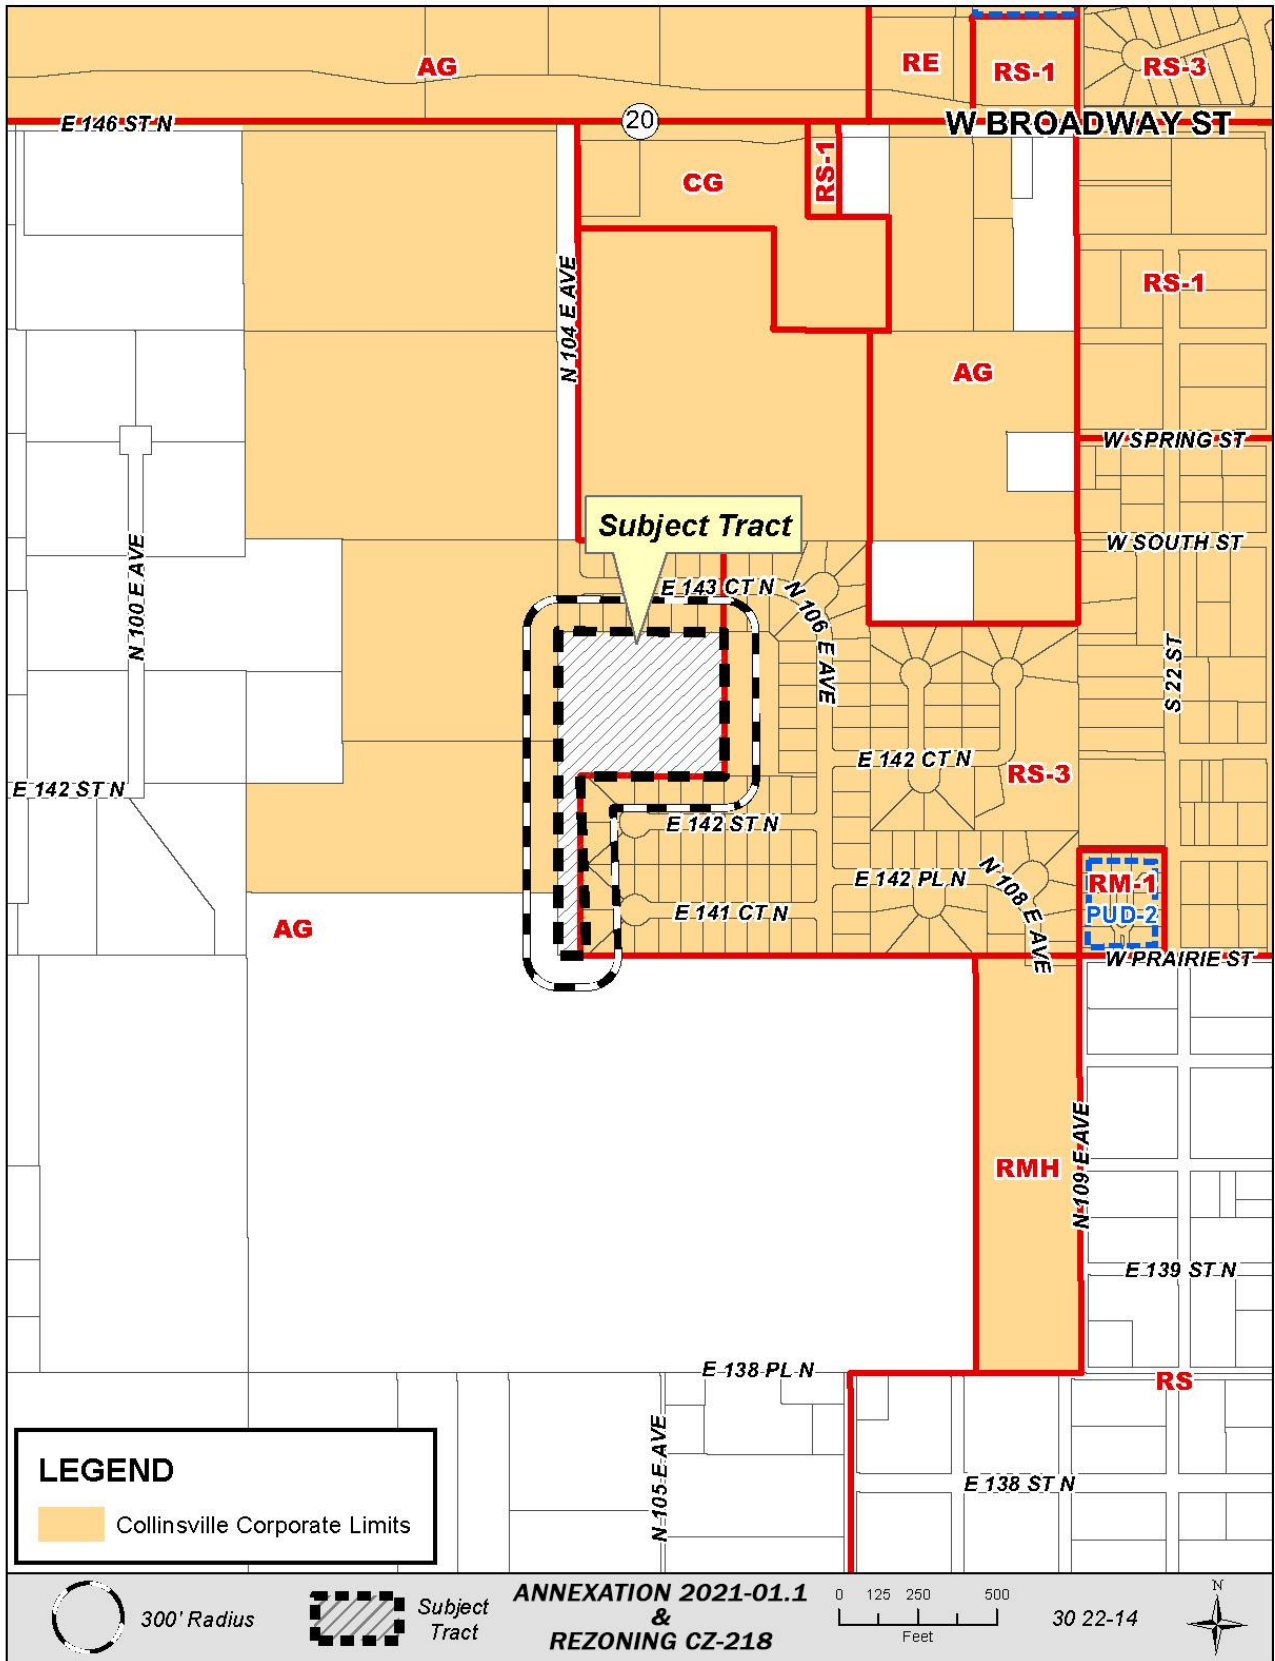 AG
RE
RS-1
RS-3
E 146 ST N
20
W BROADWAY ST
CG
RS-1
N 104 E AVE
RS-1
AG
W SPRING ST
Subject Tract
W SOUTH ST
N 100 E AVE
E 143 CT N
N 106 E AVE
S 22 ST
E 142 CT N
RS-3
E 142 ST N
E 142 ST N
E 142 PL N
N 108 E AVE
RM-1
PUD-2
E 141 CT N
AG
W PRAIRIE ST
RMH
N 109 E AVE
E 139 ST N
E 138 PL N
RS
N 105 E AVE
E 138 ST N
LEGEND
Collinsville Corporate Limits
300' Radius
Subject
Tract
ANNEXATION 2021-01.1
&
REZONING CZ-218
0 125 250 500
Feet
30 22-14
N